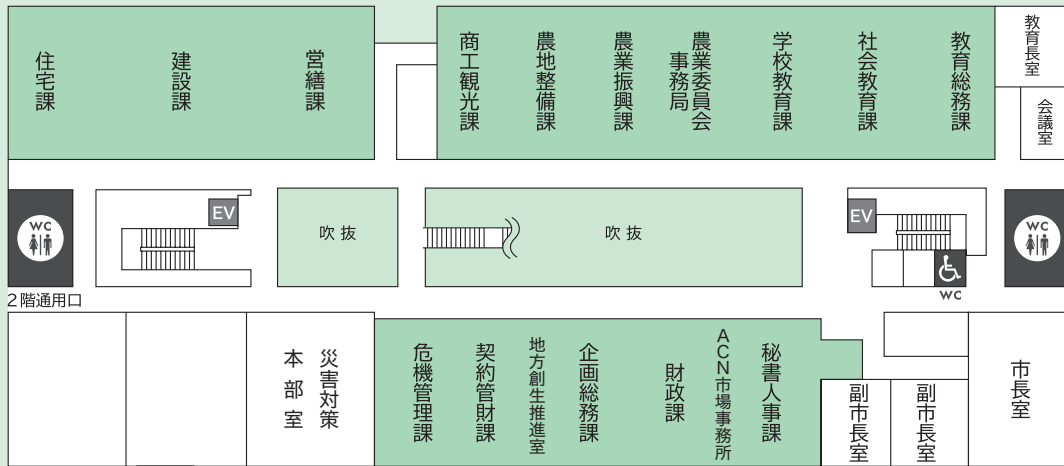 住宅課
建設課
営繕課
商工観光課
農地整備課
農業振興課
農業委員会
事務局
学校教育課
社会教育課
教育総務課
教育長室
会議室
WC
EV
吹抜
吹抜
EV
WC
WC
2階通用口
災害対策
本部室
危機管理課
契約管財課
地方創生推進室
企画総務課
財政課
ACN市場事務所
秘書人事課
副市長室
副市長室
市長室